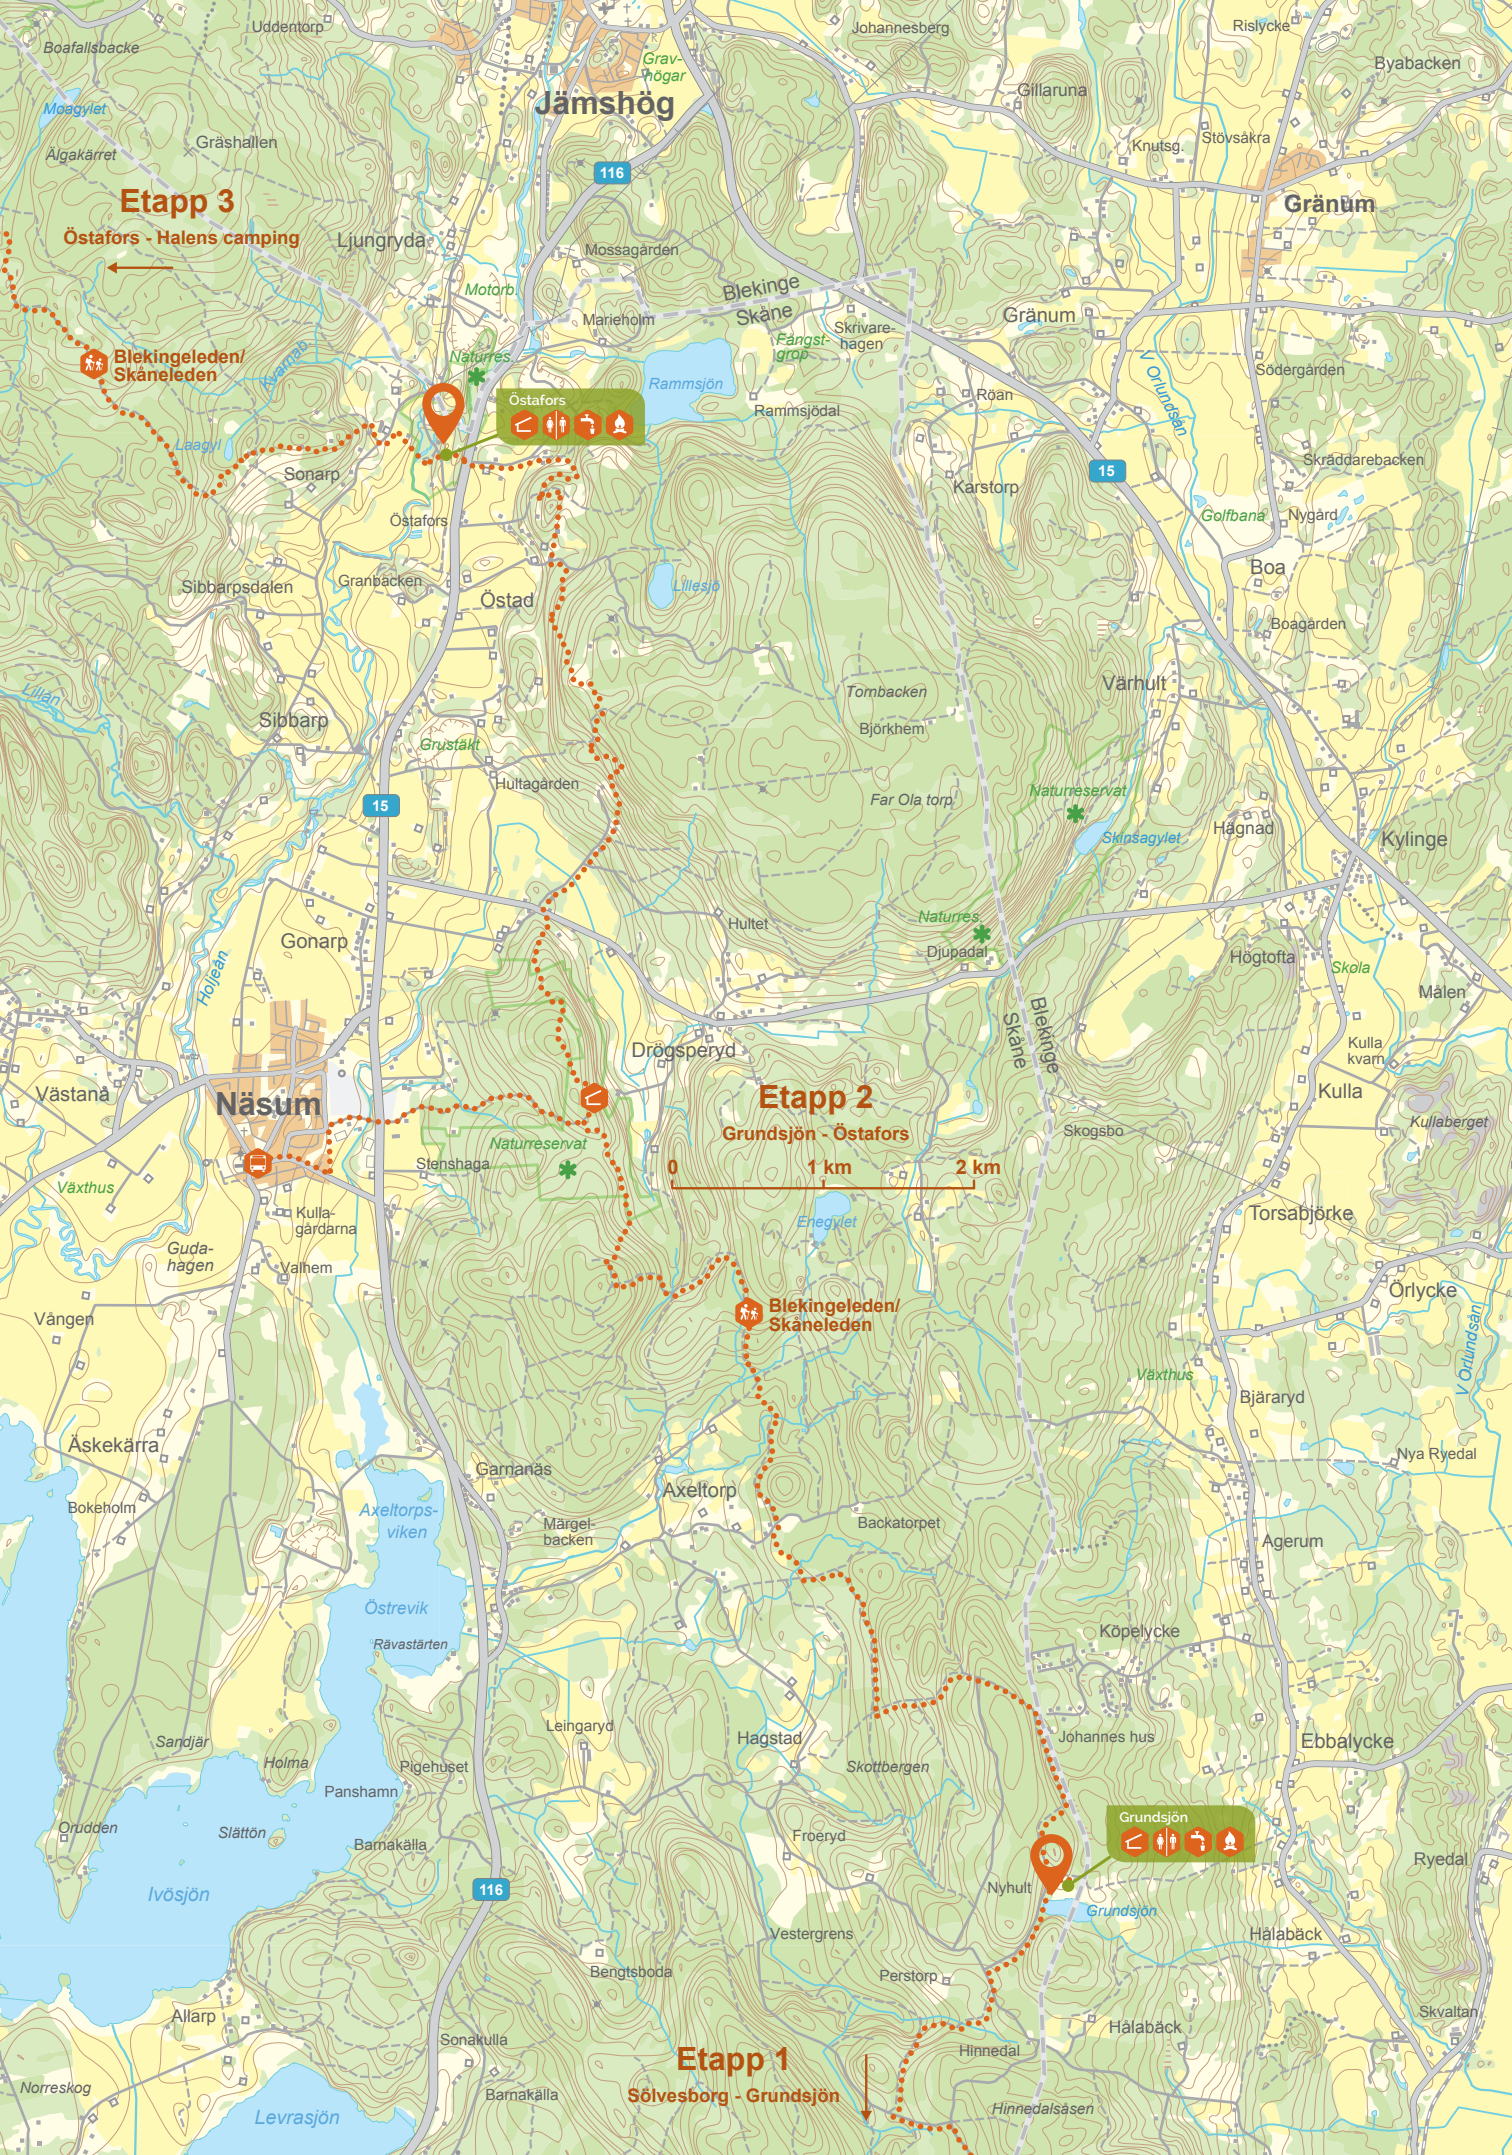 Uddentorp
Johannesberg
Rislycke
Boafallsbacke
Grav-
högar
Byabacken
Gillaruna
Jämshög
Moagylet
Gräshallen
Stövsåkra
Knutsg.
Älgakärret
116
Etapp 3
Östafors - Halens camping
Gränum
Ljungryda
Mossagården
Motorb.
Blekinge
Skåne
Marieholm
Gränum
Skrivare-
hagen
Fångst-
grop
Blekingeleden/
Skåneleden
Kvarnab.
Naturres.
V Orlundsån
Södergården
Rammsjön
Östafors
Röan
Rammsjödal
Laagyl
Sonarp
Skräddarebacken
15
Karstorp
Östafors
Golfbana
Nygård
Boa
Sibbarpsdalen
Granbacken
Lillesjö
Östad
Boagården
Lillån
Tornbacken
Värhult
Sibbarp
Björkhem
Grustäkt
Hultagården
Naturreservat
Far Ola torp
15
Skinsagylet
Hägnad
Kylinge
Hultet
Naturres.
Gonarp
Djupadal
Högtofta
Skola
Holjeån
Målen
Blekinge
Skåne
Drögsperyd
Kulla
kvarn
Västanå
Näsum
Etapp 2
Grundsjön - Östafors
Kulla
Kullaberget
Skogsbo
Naturreservat
Stenshaga
0
1 km
2 km
Växthus
Kulla-
gårdarna
Enegylet
Torsabjörke
Guda-
hagen
Valhem
Örlycke
Vången
Blekingeleden/
Skåneleden
V Orlundsån
Växthus
Bjäraryd
Äskekärra
Nya Ryedal
Garnanäs
Axeltorp
Bokeholm
Axeltorps-
viken
Märgel-
backen
Backatorpet
Agerum
Östrevik
Rävastärten
Köpelycke
Leingaryd
Hagstad
Johannes hus
Sandjär
Ebbalycke
Holma
Pigehuset
Skottbergen
Panshamn
Grundsjön
Orudden
Slättön
Barnakälla
Froeryd
Ryedal
Ivösjön
116
Nyhult
Grundsjön
Vestergrens
Hålabäck
Bengtsboda
Perstorp
Allarp
Skvaltan
Sonakulla
Hålabäck
Hinnedal
Etapp 1
Sölvesborg - Grundsjön
Norreskog
Barnakälla
Levrasjön
Hinnedalsåsen